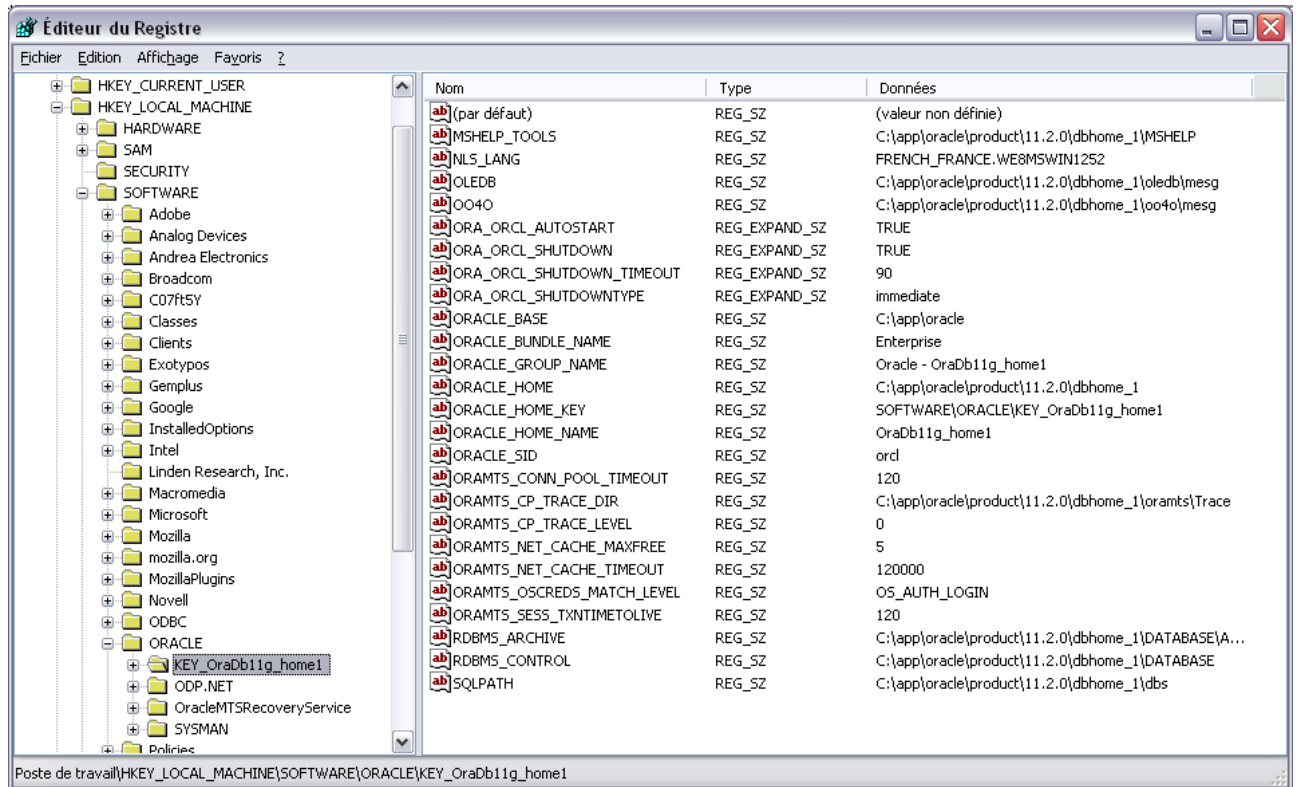 Éditeur du Registre
Fichier Edition Affichage Favoris ?
HKEY_CURRENT_USER
HKEY_LOCAL_MACHINE
HARDWARE
SAM
SECURITY
SOFTWARE
Adobe
Analog Devices
Andrea Electronics
Broadcom
C07ft5Y
Classes
Clients
Exotypos
Gemplus
Google
InstalledOptions
Intel
Linden Research, Inc.
Macromedia
Microsoft
Mozilla
mozilla.org
MozillaPlugins
Novell
ODBC
ORACLE
KEY_OraDb11g_home1
ODP.NET
OracleMTSRecoveryService
SYSMAN
Policies
Nom Type Données
(par défaut) REG_SZ (valeur non définie)
MSHELP_TOOLS REG_SZ C:\app\oracle\product\11.2.0\dbhome_1\MSHELP
NLS_LANG REG_SZ FRENCH_FRANCE.WE8MSWIN1252
OLEDB REG_SZ C:\app\oracle\product\11.2.0\dbhome_1\oledb\mesg
OO4O REG_SZ C:\app\oracle\product\11.2.0\dbhome_1\oo4o\mesg
ORA_ORCL_AUTOSTART REG_EXPAND_SZ TRUE
ORA_ORCL_SHUTDOWN REG_EXPAND_SZ TRUE
ORA_ORCL_SHUTDOWN_TIMEOUT REG_EXPAND_SZ 90
ORA_ORCL_SHUTDOWNTYPE REG_EXPAND_SZ immediate
ORACLE_BASE REG_SZ C:\app\oracle
ORACLE_BUNDLE_NAME REG_SZ Enterprise
ORACLE_GROUP_NAME REG_SZ Oracle - OraDb11g_home1
ORACLE_HOME REG_SZ C:\app\oracle\product\11.2.0\dbhome_1
ORACLE_HOME_KEY REG_SZ SOFTWARE\ORACLE\KEY_OraDb11g_home1
ORACLE_HOME_NAME REG_SZ OraDb11g_home1
ORACLE_SID REG_SZ orcl
ORAMTS_CONN_POOL_TIMEOUT REG_SZ 120
ORAMTS_CP_TRACE_DIR REG_SZ C:\app\oracle\product\11.2.0\dbhome_1\oramts\Trace
ORAMTS_CP_TRACE_LEVEL REG_SZ 0
ORAMTS_NET_CACHE_MAXFREE REG_SZ 5
ORAMTS_NET_CACHE_TIMEOUT REG_SZ 120000
ORAMTS_OSCREDS_MATCH_LEVEL REG_SZ OS_AUTH_LOGIN
ORAMTS_SESS_TXNTIMETOLIVE REG_SZ 120
RDBMS_ARCHIVE REG_SZ C:\app\oracle\product\11.2.0\dbhome_1\DATABASE\A...
RDBMS_CONTROL REG_SZ C:\app\oracle\product\11.2.0\dbhome_1\DATABASE
SQLPATH REG_SZ C:\app\oracle\product\11.2.0\dbhome_1\dbs
Poste de travail\HKEY_LOCAL_MACHINE\SOFTWARE\ORACLE\KEY_OraDb11g_home1